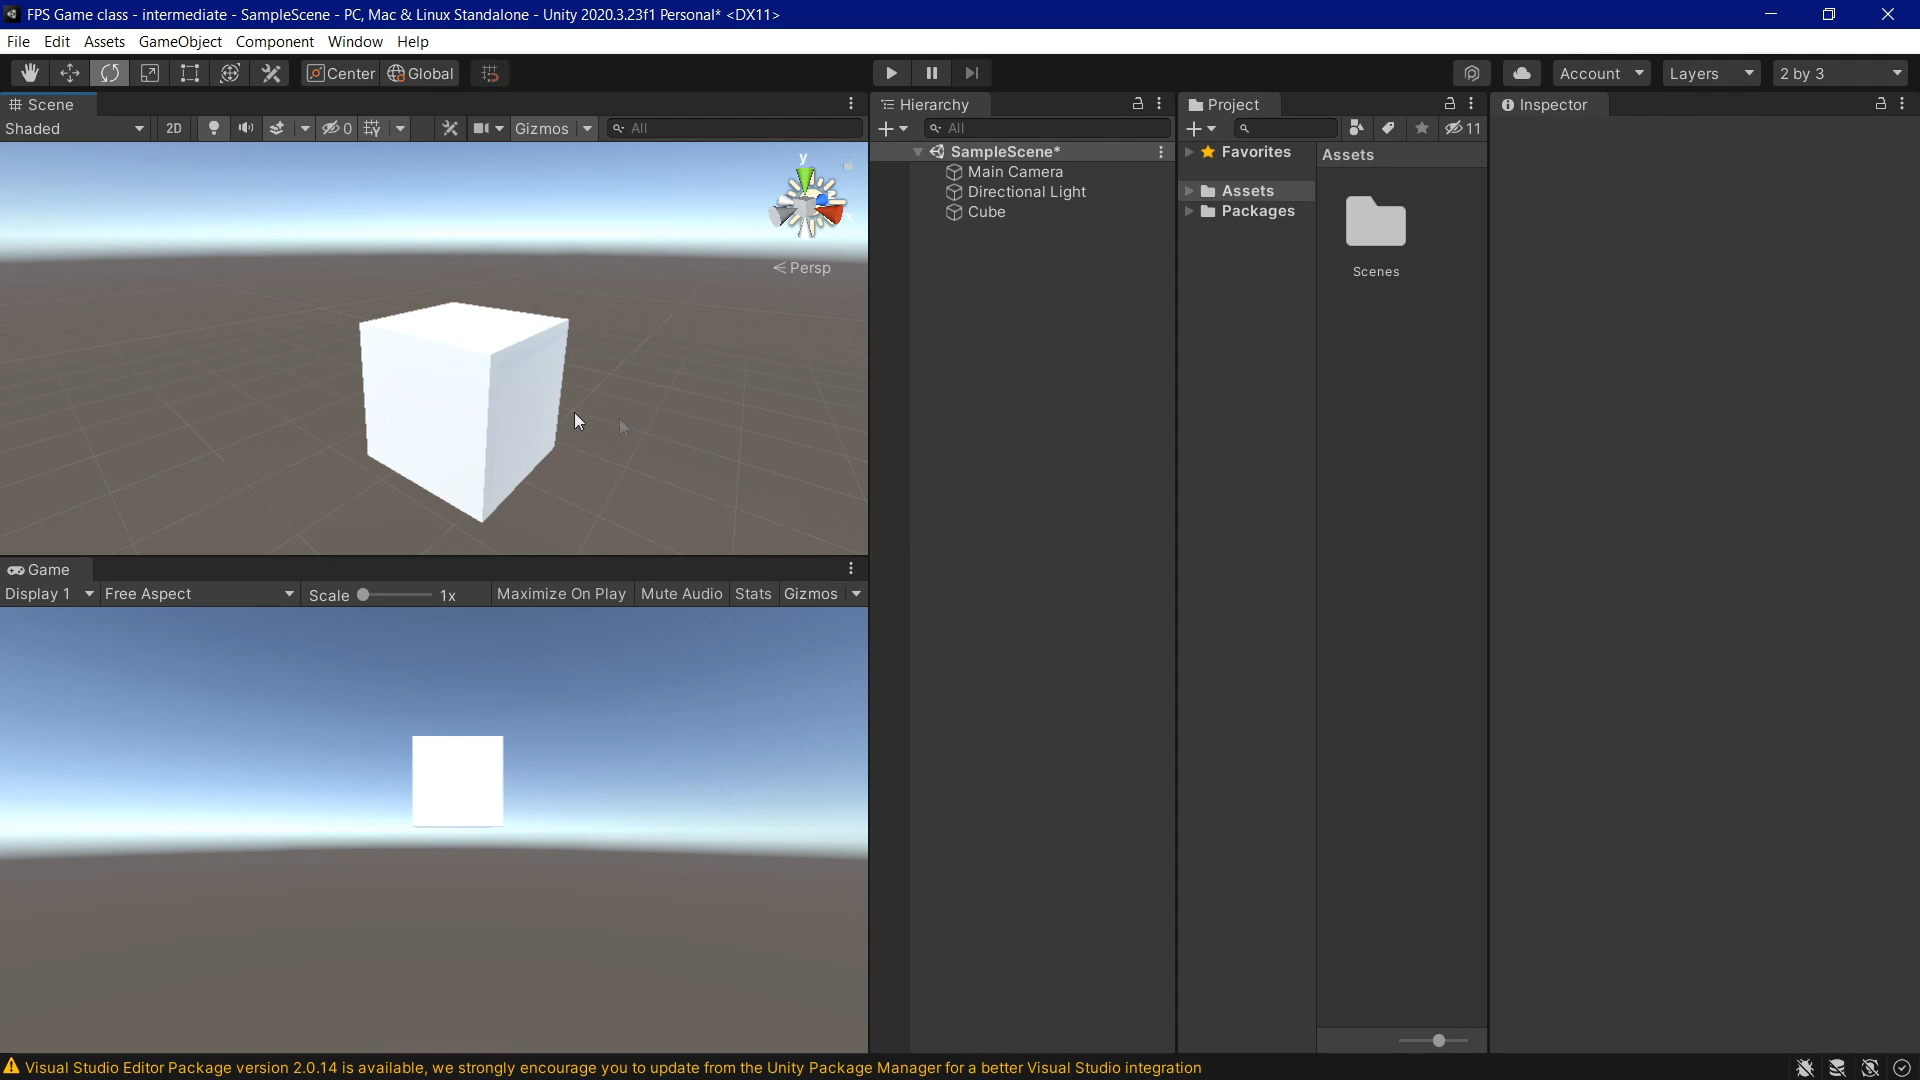 FPS Game class - intermediate - SampleScene - PC, Mac & Linux Standalone - Unity 2020.3.23f1 Personal* <DX11>
File Edit Assets GameObject Component Window Help
Center Global Account Layers 2 by 3
Scene
Shaded 2D 0 Gizmos All
y
Persp
Game
Display 1 Free Aspect Scale 1x Maximize On Play Mute Audio Stats Gizmos
Hierarchy
All
SampleScene*
Main Camera
Directional Light
Cube
Project
11
Favorites
Assets
Packages
Assets
Scenes
Inspector
Visual Studio Editor Package version 2.0.14 is available, we strongly encourage you to update from the Unity Package Manager for a better Visual Studio integration